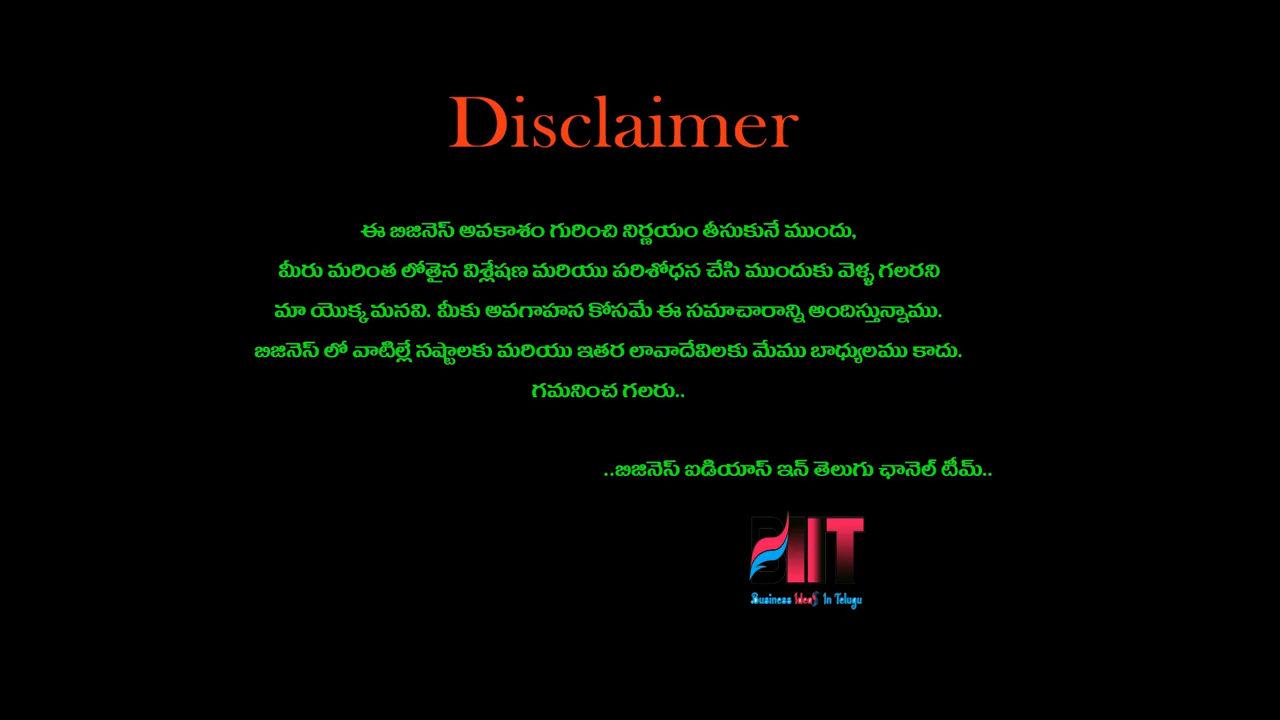 Disclaimer
ఈ బిజినెస్ అవకాశం గురించి నిర్ణయం తీసుకునే ముందు,
మీరు మరింత లోతైన విశ్లేషణ మరియు పరిశోధన చేసి ముందుకు వెళ్ళ గలరని
మా యొక్క మనవి. మీకు అవగాహన కోసమే ఈ సమాచారాన్ని అందిస్తున్నాము.
బిజినెస్ లో వాటిల్లే నష్టాలకు మరియు ఇతర లావాదేవిలకు మేము బాధ్యులము కాదు.
గమనించ గలరు..
..బిజినెస్ ఐడియాస్ ఇన్ తెలుగు ఛానెల్ టీమ్..
BIIT
Business IdeaS In Telugu